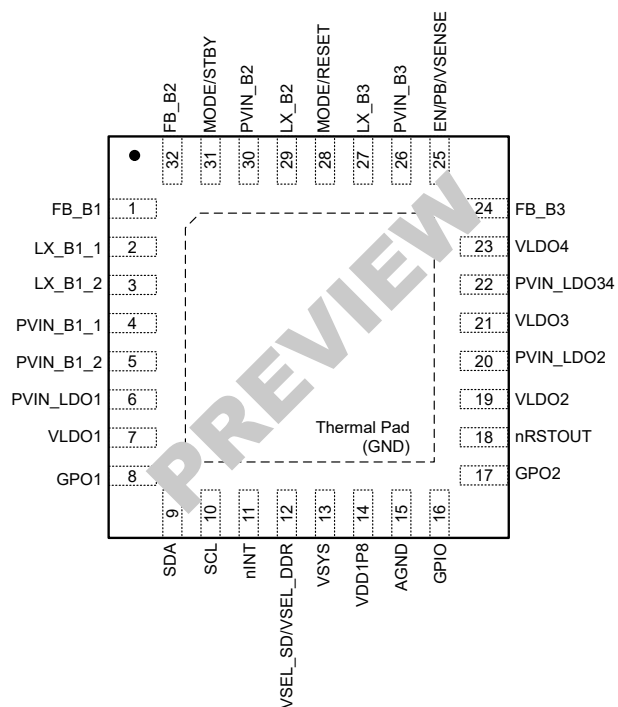 FB_B2
MODE/STBY
PVIN_B2
LX_B2
MODE/RESET
LX_B3
PVIN_B3
EN/PB/VSENSE
32
31
30
29
28
27
26
25
FB_B1 1
LX_B1_1 2
LX_B1_2 3
PVIN_B1_1 4
PVIN_B1_2 5
PVIN_LDO1 6
VLDO1 7
GPO1 8
24 FB_B3
23 VLDO4
22 PVIN_LDO34
21 VLDO3
20 PVIN_LDO2
19 VLDO2
18 nRSTOUT
17 GPO2
PREVIEW
Thermal Pad
(GND)
9
10
11
12
13
14
15
16
SDA
SCL
nINT
VSEL_SD/VSEL_DDR
VSYS
VDD1P8
AGND
GPIO